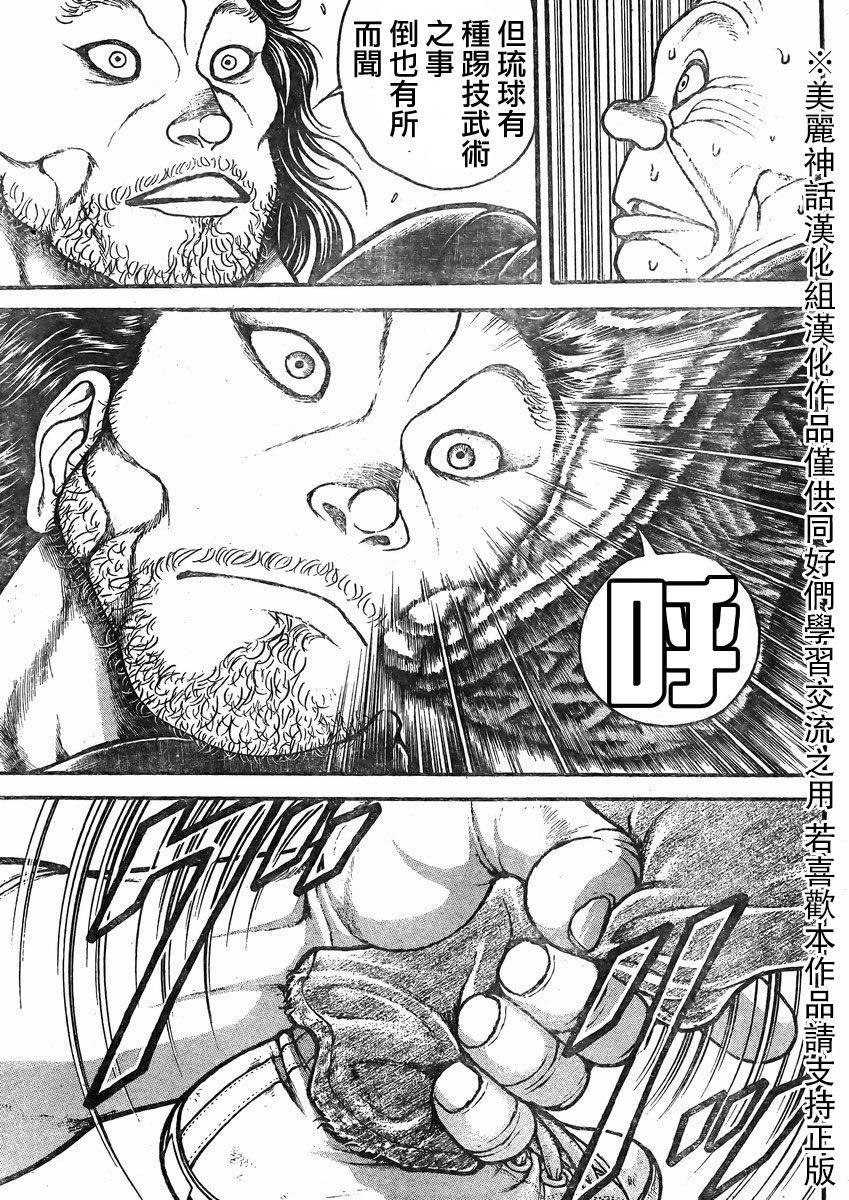 但琉球有
種踢技武術
之事
倒也有所
而聞
呼
※美麗神話漢化組漢化作品僅供同好們學習交流之用 若喜歡本作品請支持正版